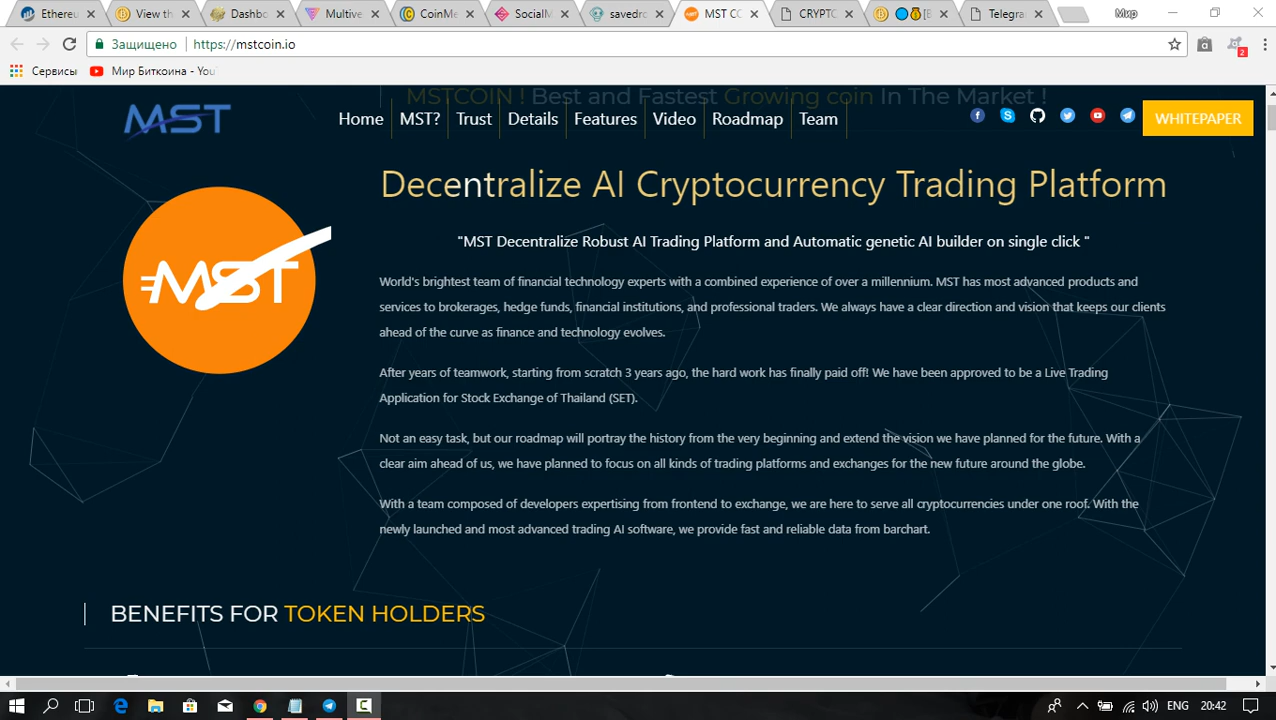 Ethereu
View th
Dashbo
Multive
CoinMe
SocialM
savedro
MST CO
CRYPTO
Telegra
Мир
Защищено
https://mstcoin.io
2
Сервисы
Мир Биткоина - You
MSTCOIN ! Best and Fastest Growing coin In The Market !
MST
Home
MST?
Trust
Details
Features
Video
Roadmap
Team
WHITEPAPER
Decentralize AI Cryptocurrency Trading Platform
MST
"MST Decentralize Robust AI Trading Platform and Automatic genetic AI builder on single click "
World's brightest team of financial technology experts with a combined experience of over a millennium. MST has most advanced products and
services to brokerages, hedge funds, financial institutions, and professional traders. We always have a clear direction and vision that keeps our clients
ahead of the curve as finance and technology evolves.
After years of teamwork, starting from scratch 3 years ago, the hard work has finally paid off! We have been approved to be a Live Trading
Application for Stock Exchange of Thailand (SET).
Not an easy task, but our roadmap will portray the history from the very beginning and extend the vision we have planned for the future. With a
clear aim ahead of us, we have planned to focus on all kinds of trading platforms and exchanges for the new future around the globe.
With a team composed of developers expertising from frontend to exchange, we are here to serve all cryptocurrencies under one roof. With the
newly launched and most advanced trading AI software, we provide fast and reliable data from barchart.
BENEFITS FOR TOKEN HOLDERS
ENG
20:42